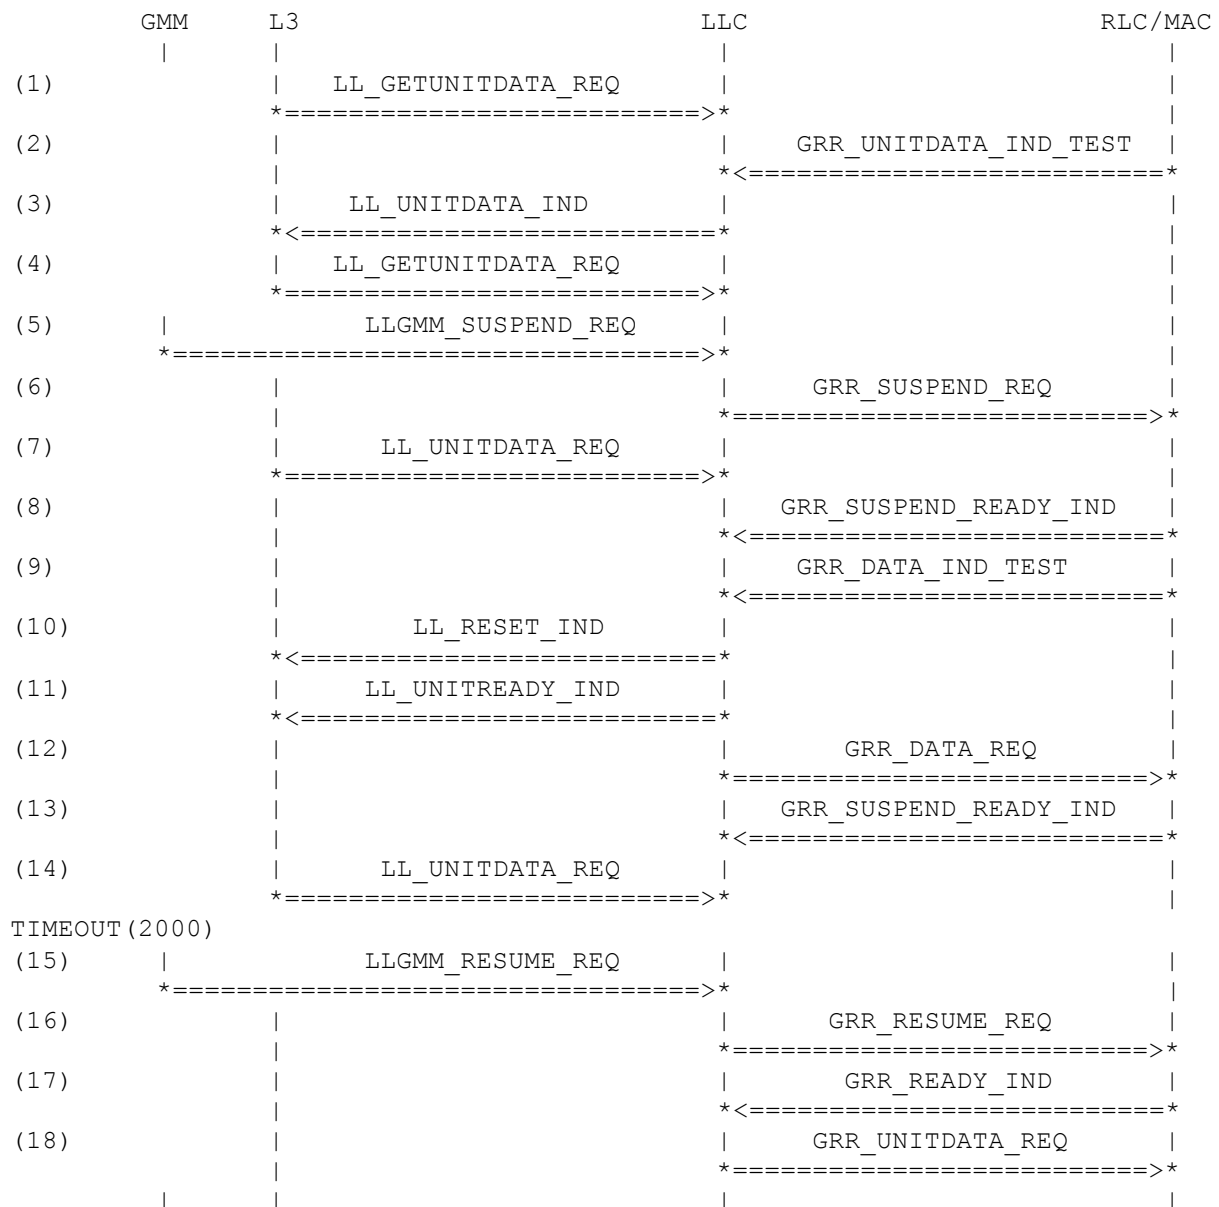 GMM L3 LLC RLC/MAC
| | | |
(1) | LL_GETUNITDATA_REQ | |
*==========================>* |
(2) | | GRR_UNITDATA_IND_TEST |
| *<==========================*
(3) | LL_UNITDATA_IND | |
*<==========================* |
(4) | LL_GETUNITDATA_REQ | |
*==========================>* |
(5) | LLGMM_SUSPEND_REQ | |
*=================================>* |
(6) | | GRR_SUSPEND_REQ |
| *==========================>*
(7) | LL_UNITDATA_REQ | |
*==========================>* |
(8) | | GRR_SUSPEND_READY_IND |
| *<==========================*
(9) | | GRR_DATA_IND_TEST |
| *<==========================*
(10) | LL_RESET_IND | |
*<==========================* |
(11) | LL_UNITREADY_IND | |
*<==========================* |
(12) | | GRR_DATA_REQ |
| *==========================>*
(13) | | GRR_SUSPEND_READY_IND |
| *<==========================*
(14) | LL_UNITDATA_REQ | |
*==========================>* |
TIMEOUT(2000)
(15) | LLGMM_RESUME_REQ | |
*=================================>* |
(16) | | GRR_RESUME_REQ |
| *==========================>*
(17) | | GRR_READY_IND |
| *<==========================*
(18) | | GRR_UNITDATA_REQ |
| *==========================>*
| | | |